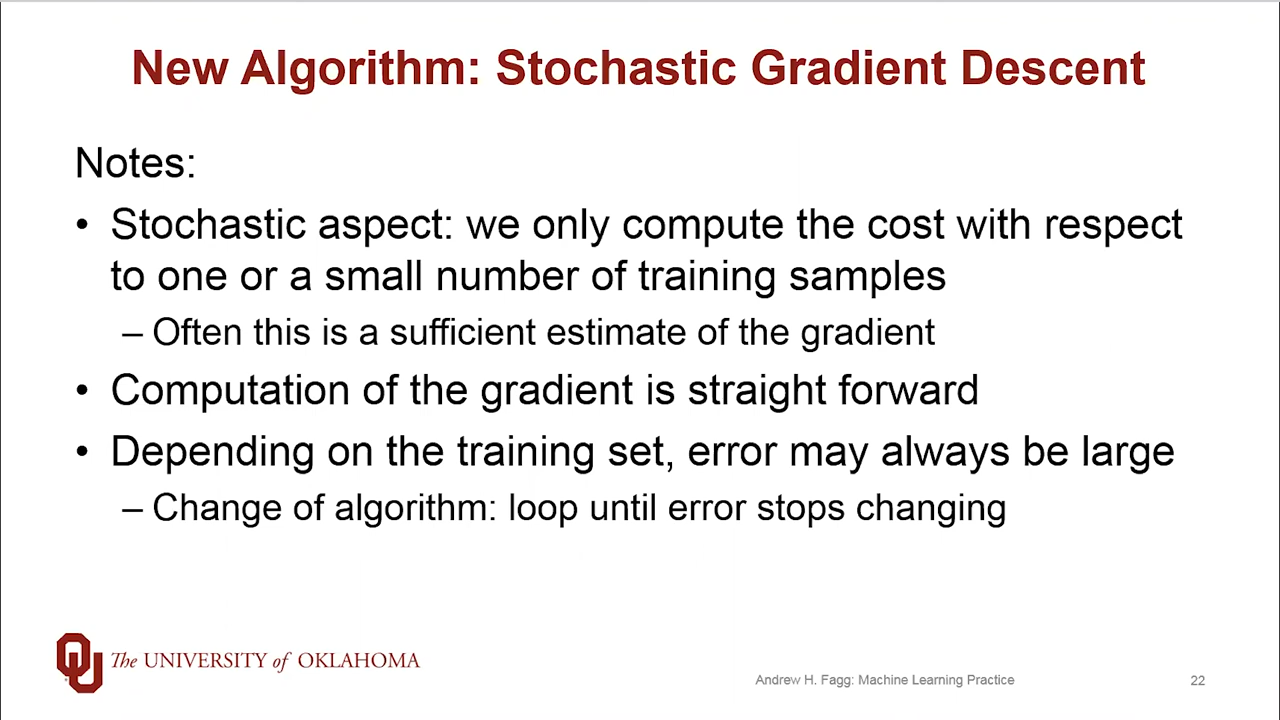 New Algorithm: Stochastic Gradient Descent
Notes:
• Stochastic aspect: we only compute the cost with respect
to one or a small number of training samples
– Often this is a sufficient estimate of the gradient
• Computation of the gradient is straight forward
• Depending on the training set, error may always be large
– Change of algorithm: loop until error stops changing
The UNIVERSITY of OKLAHOMA
Andrew H. Fagg: Machine Learning Practice
22